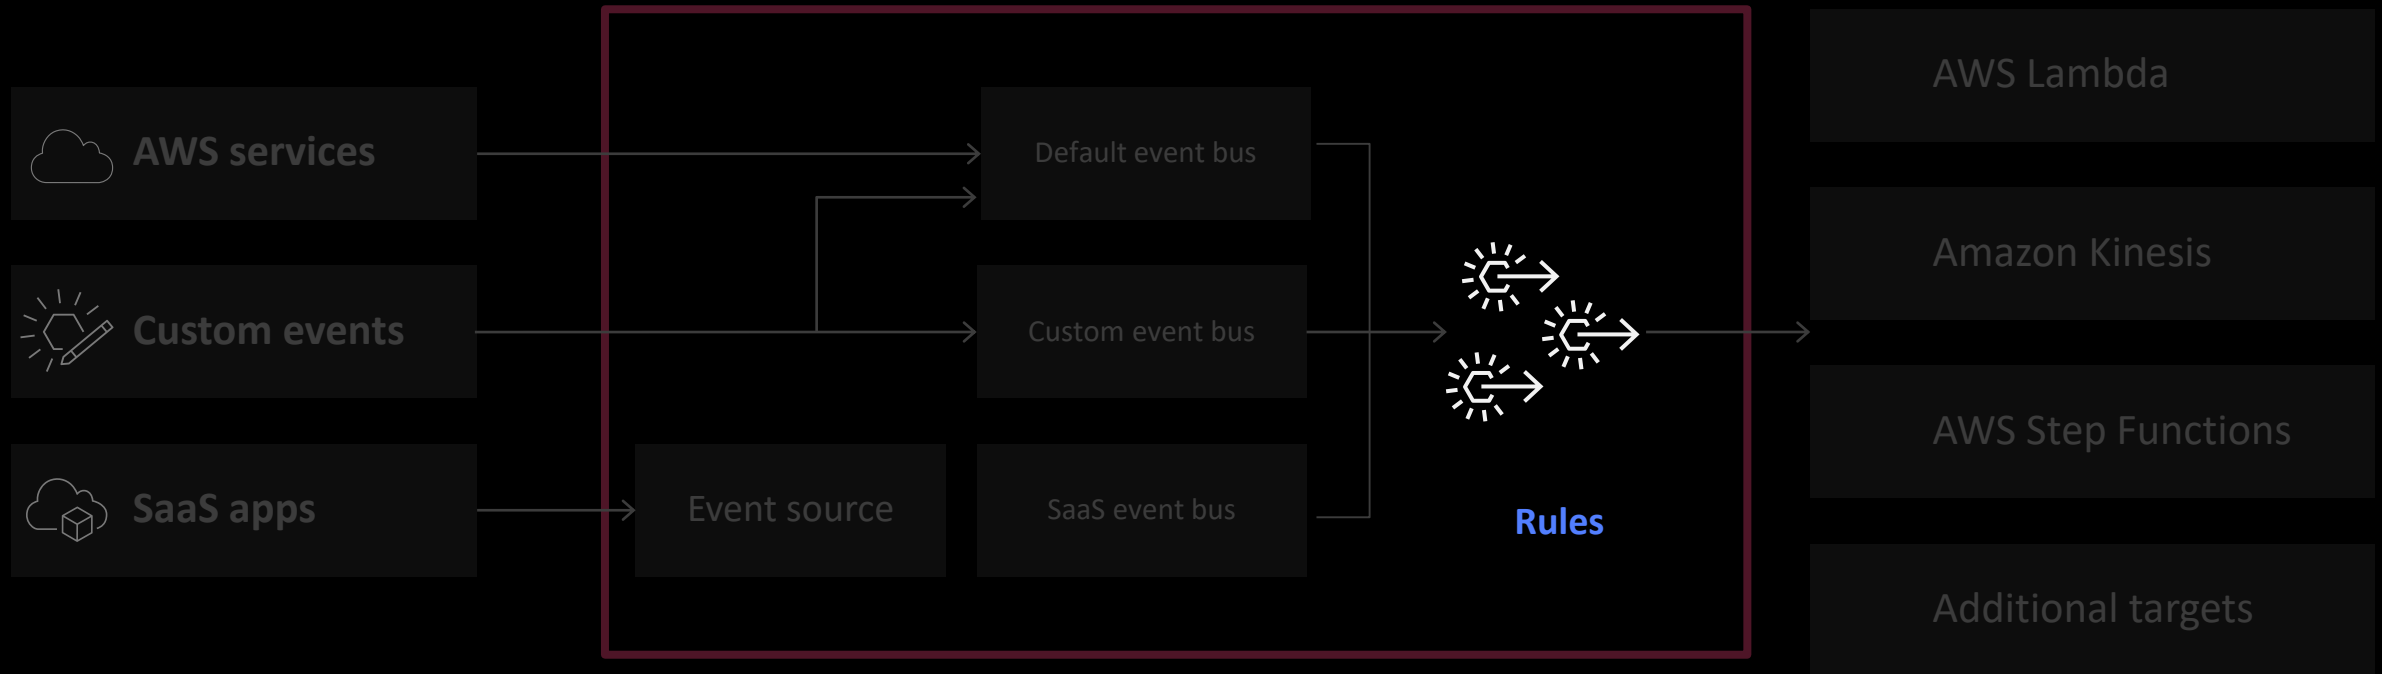 AWS services
Custom events
SaaS apps
Event source
Default event bus
Custom event bus
SaaS event bus
Rules
AWS Lambda
Amazon Kinesis
AWS Step Functions
Additional targets